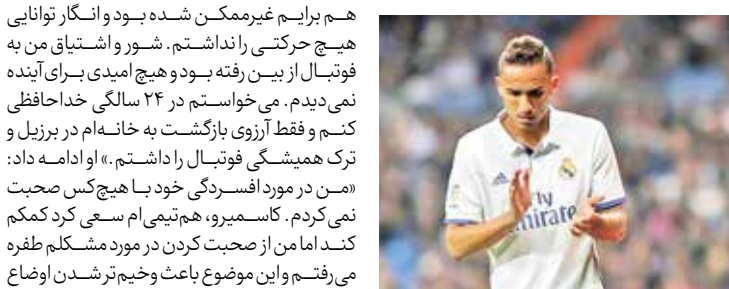 هم برایم غیرممکن شده بود و انگار توانایی
هیچ حرکتی را نداشتم. شور و اشتیاق من به
فوتبال از بین رفته بود و هیچ امیدی برای آینده
نمی‌دیدم. می‌خواستم در ۲۴ سالگی خداحافظی
کنم و فقط آرزوی بازگشت به خانه‌ام در برزیل و
ترک همیشگی فوتبال را داشتم.» او ادامه داد:
«من در مورد افسردگی خود با هیچ‌کس صحبت
نمی‌کردم. کاسمیرو، هم‌تیمی‌ام سعی کرد کمکم
کند اما من از صحبت کردن در مورد مشکلم طفره
می‌رفتم و این موضوع باعث وخیم‌تر شدن اوضاع
Fly
Emirates